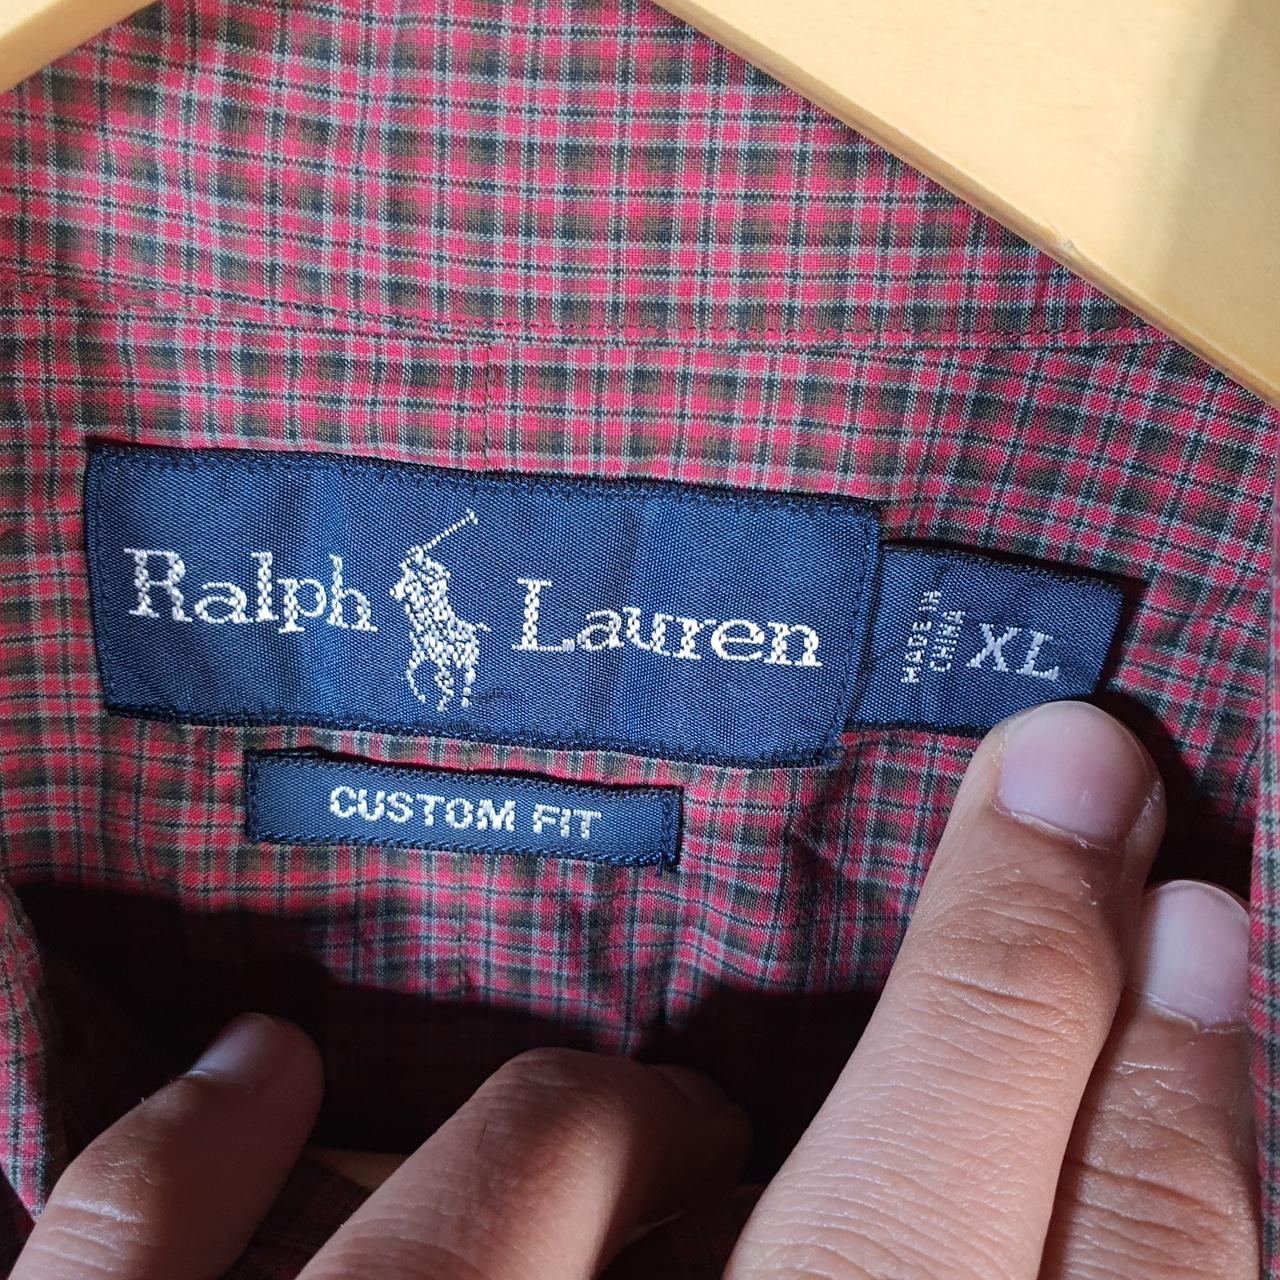 Ralph Lauren
MADE IN
CHINA
XL
CUSTOM FIT